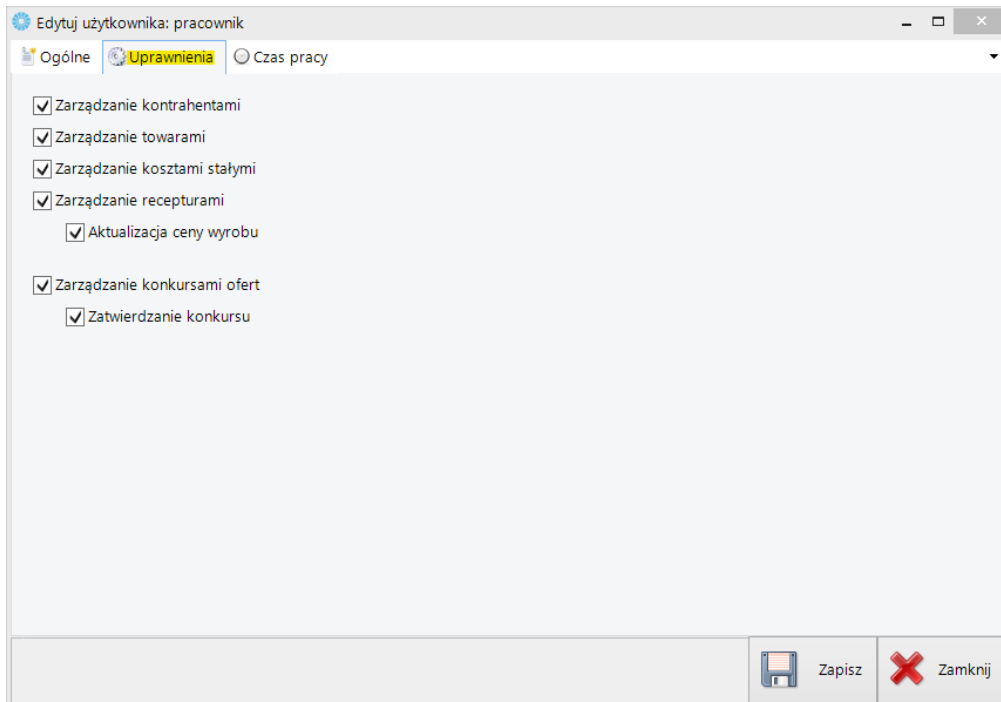 Edytuj użytkownika: pracownik
Ogólne Uprawnienia Czas pracy
Zarządzanie kontrahentami
Zarządzanie towarami
Zarządzanie kosztami stałymi
Zarządzanie recepturami
Aktualizacja ceny wyrobu
Zarządzanie konkursami ofert
Zatwierdzanie konkursu
Zapisz Zamknij